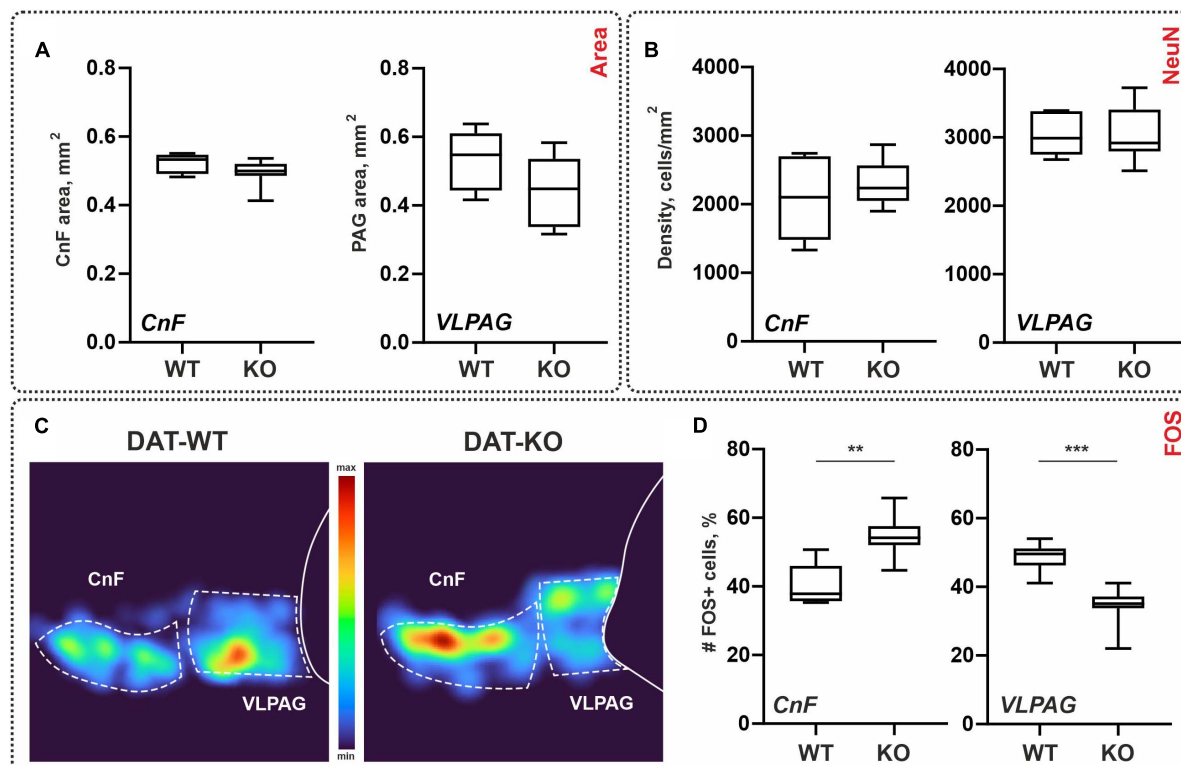 A
Area
CnF area, mm²
0.8
0.6
0.4
0.2
0.0
CnF
WT
KO
PAG area, mm²
0.8
0.6
0.4
0.2
0.0
VLPAG
WT
KO
B
NeuN
Density, cells/mm²
4000
3000
2000
1000
0
CnF
WT
KO
4000
3000
2000
1000
0
VLPAG
WT
KO
C
DAT-WT
CnF
VLPAG
max
min
DAT-KO
CnF
VLPAG
D
FOS
# FOS+ cells, %
80
60
40
20
0
**
CnF
WT
KO
80
60
40
20
0
***
VLPAG
WT
KO